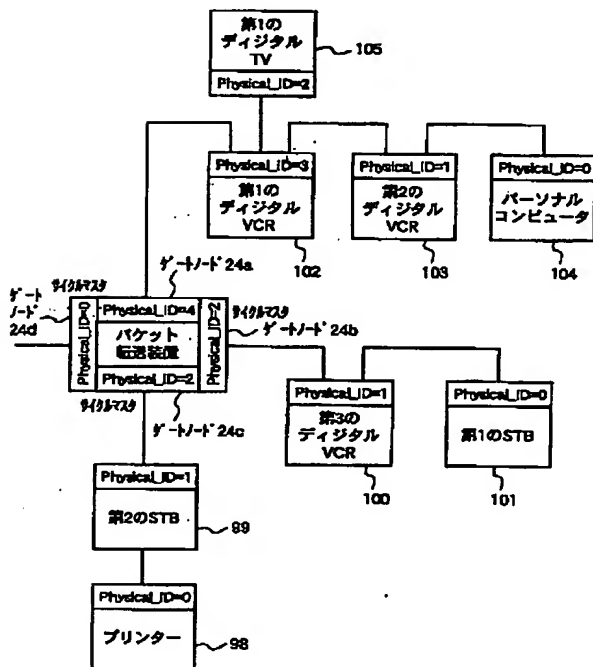 第1の
ディジタル
TV
105
Physical_ID=2
Physical_ID=3
第1の
ディジタル
VCR
102
Physical_ID=1
第2の
ディジタル
VCR
103
Physical_ID=0
パーソナル
コンピュータ
104
ゲートノード 24a
サイクルマスタ
ゲート
ノード
24d
Physical_ID=0
Physical_ID=4
パケット
転送装置
Physical_ID=2
Physical_ID=2
サイクルマスタ
ゲートノード 24b
サイクルマスタ
ゲートノード 24c
Physical_ID=1
第3の
ディジタル
VCR
100
Physical_ID=0
第1のSTB
101
Physical_ID=1
第2のSTB
99
Physical_ID=0
プリンター
98